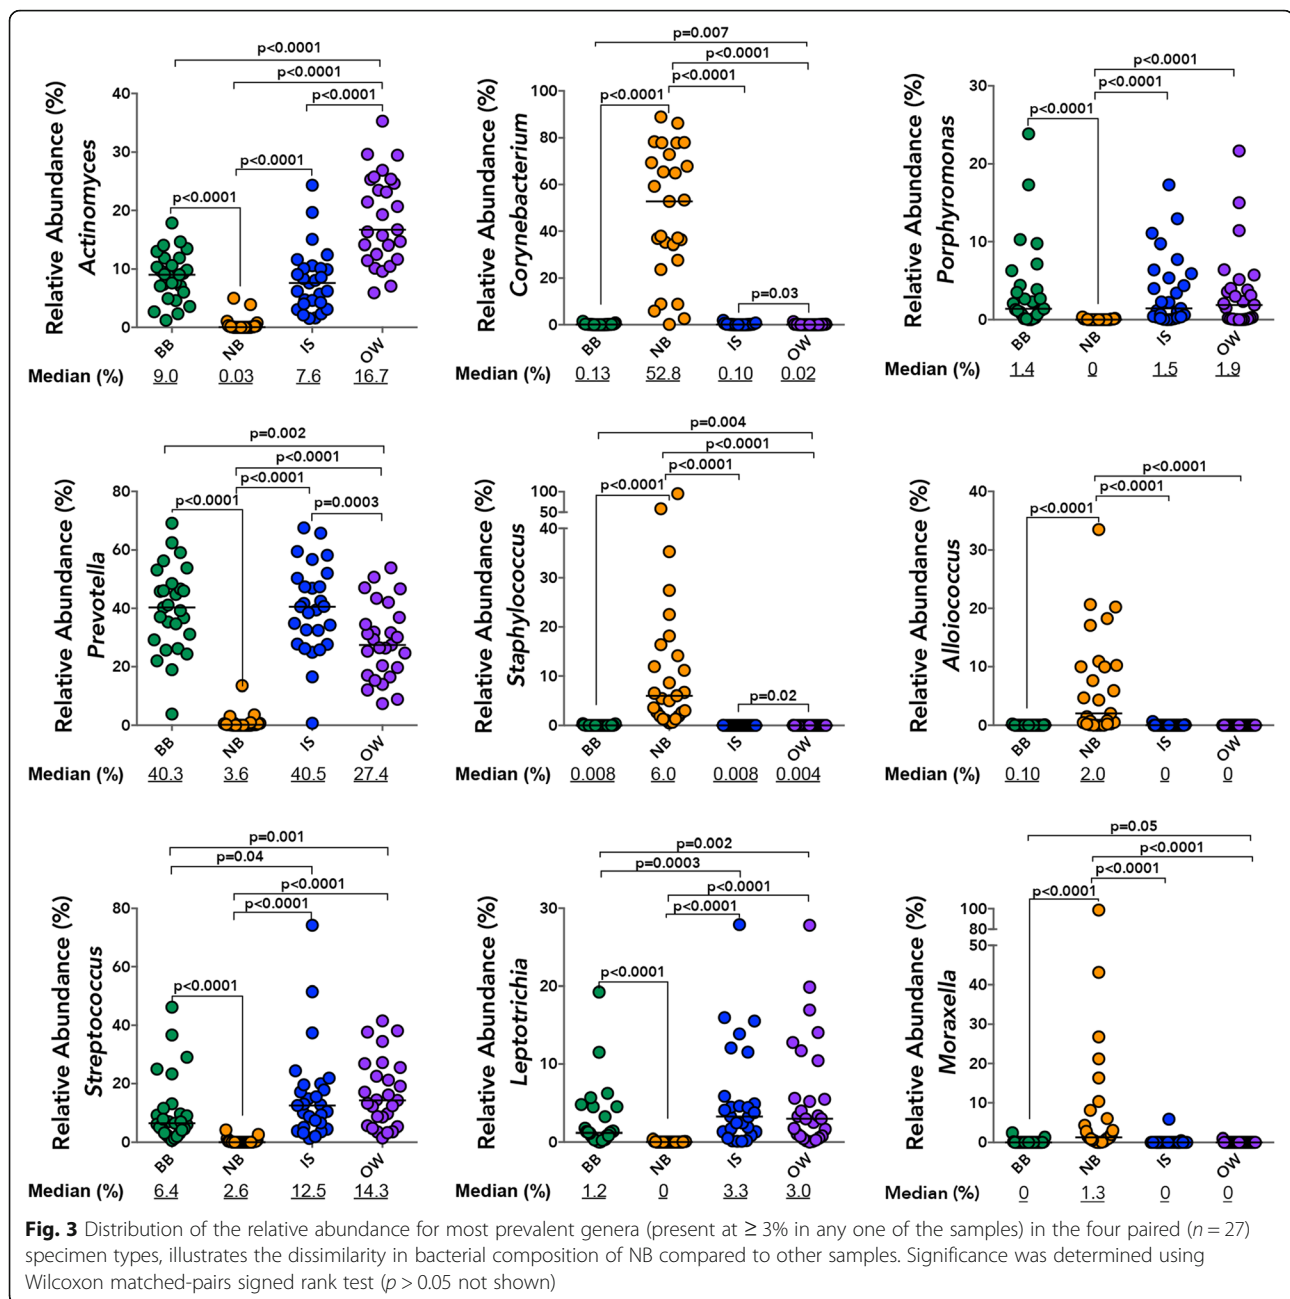 p<0.0001
p<0.0001
p<0.0001
p<0.0001
p<0.0001
Relative Abundance (%)
Actinomyces
40
30
20
10
0
BB NB IS OW
Median (%) 9.0 0.03 7.6 16.7
p=0.007
p<0.0001
p<0.0001
p<0.0001
p=0.03
Relative Abundance (%)
Corynebacterium
100
80
60
40
20
0
BB NB IS OW
Median (%) 0.13 52.8 0.10 0.02
p<0.0001
p<0.0001
p<0.0001
Relative Abundance (%)
Porphyromonas
30
20
10
0
BB NB IS OW
Median (%) 1.4 0 1.5 1.9
p=0.002
p<0.0001
p<0.0001
p<0.0001
p=0.0003
Relative Abundance (%)
Prevotella
80
60
40
20
0
BB NB IS OW
Median (%) 40.3 3.6 40.5 27.4
p=0.004
p<0.0001
p<0.0001
p<0.0001
p=0.02
Relative Abundance (%)
Staphylococcus
100
50
40
30
20
10
0
BB NB IS OW
Median (%) 0.008 6.0 0.008 0.004
p<0.0001
p<0.0001
p<0.0001
Relative Abundance (%)
Alloiococcus
40
30
20
10
0
BB NB IS OW
Median (%) 0.10 2.0 0 0
p=0.001
p=0.04
p<0.0001
p<0.0001
p<0.0001
Relative Abundance (%)
Streptococcus
80
60
40
20
0
BB NB IS OW
Median (%) 6.4 2.6 12.5 14.3
p=0.002
p=0.0003
p<0.0001
p<0.0001
p<0.0001
Relative Abundance (%)
Leptotrichia
30
20
10
0
BB NB IS OW
Median (%) 1.2 0 3.3 3.0
p=0.05
p<0.0001
p<0.0001
p<0.0001
Relative Abundance (%)
Moraxella
100
80
50
40
30
20
10
0
BB NB IS OW
Median (%) 0 1.3 0 0
Fig. 3 Distribution of the relative abundance for most prevalent genera (present at ≥ 3% in any one of the samples) in the four paired (n = 27)
specimen types, illustrates the dissimilarity in bacterial composition of NB compared to other samples. Significance was determined using
Wilcoxon matched-pairs signed rank test (p > 0.05 not shown)